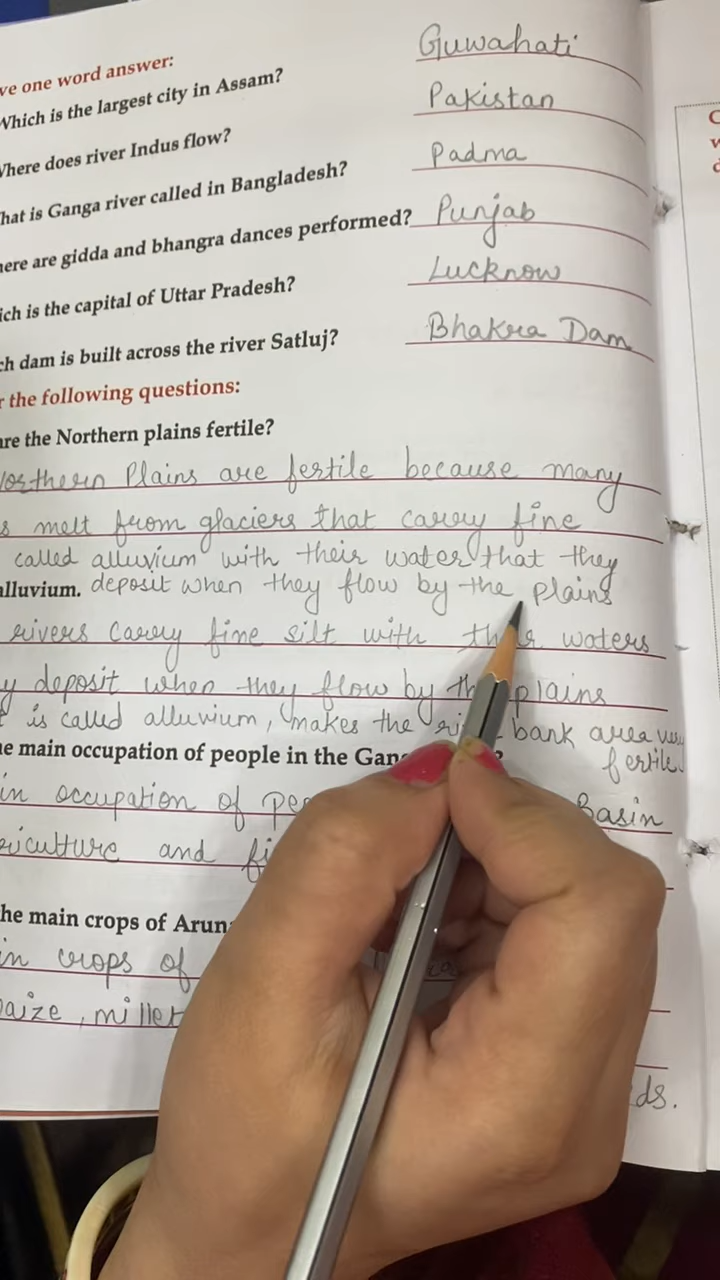 ve one word answer:
Guwahati
Which is the largest city in Assam?
Pakistan
Where does river Indus flow?
Padma
hat is Ganga river called in Bangladesh?
Punjab
ere are gidda and bhangra dances performed?
Lucknow
ich is the capital of Uttar Pradesh?
Bhakra Dam
ch dam is built across the river Satluj?
r the following questions:
are the Northern plains fertile?
Northern Plains are fertile because many
s melt from glaciers that carry fine
called alluvium with their water that they
alluvium. deposit when they flow by the plains
rivers carry fine silt with their waters
y deposit when they flow by the plains
t is called alluvium, makes the bank area very
fertile.
e main occupation of people in the
in occupation of Basin
riculture and
he main crops of
in crops of
aize, millet
ds.